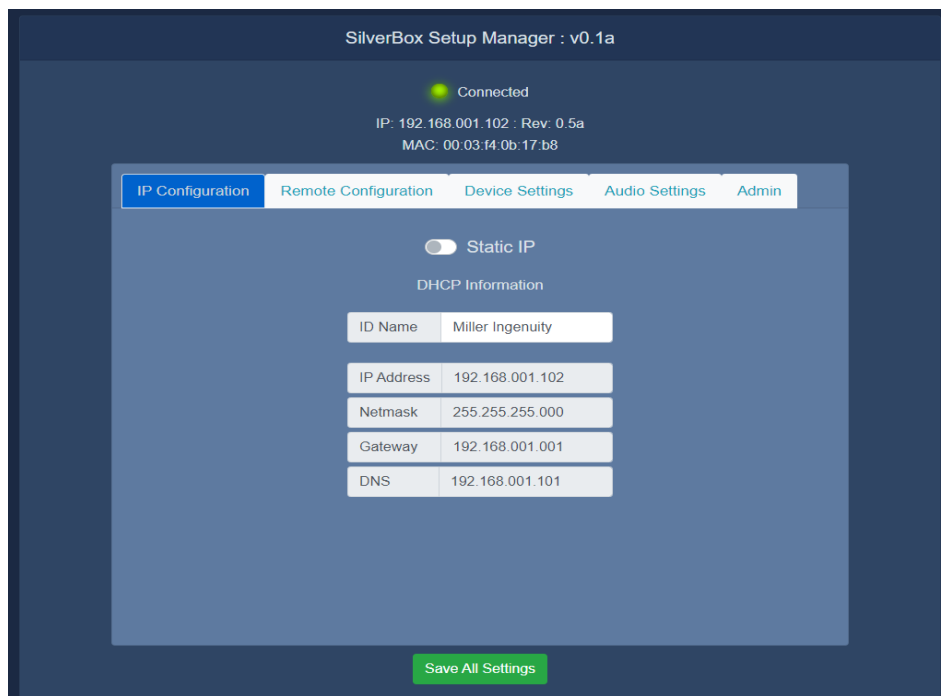 SilverBox Setup Manager : v0.1a
Connected
IP: 192.168.001.102 : Rev: 0.5a
MAC: 00:03:f4:0b:17:b8
IP Configuration Remote Configuration Device Settings Audio Settings Admin
Static IP
DHCP Information
ID Name Miller Ingenuity
IP Address 192.168.001.102
Netmask 255.255.255.000
Gateway 192.168.001.001
DNS 192.168.001.101
Save All Settings